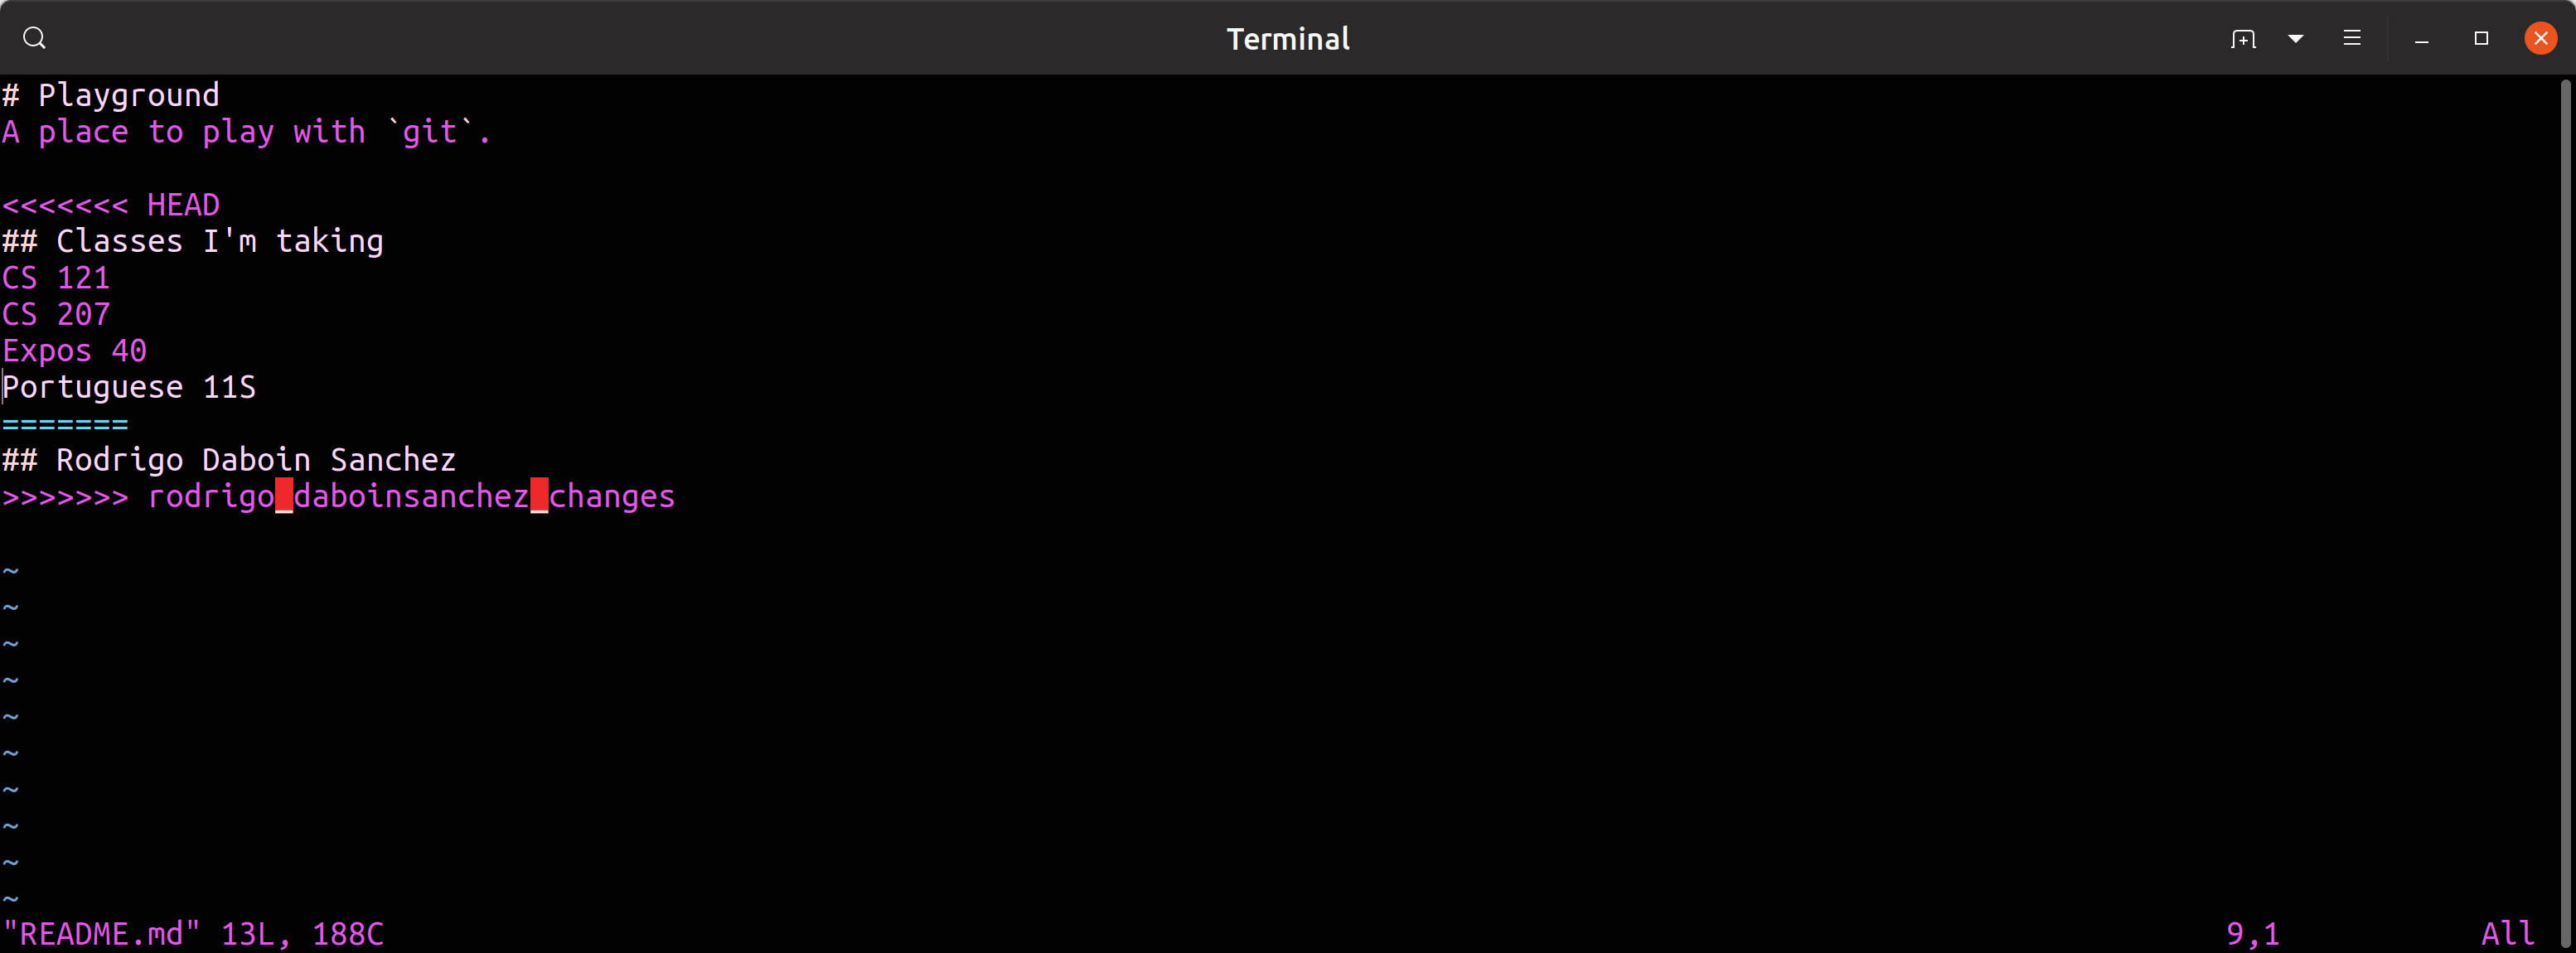 Terminal
# Playground
A place to play with `git`.
<<<<<<< HEAD
## Classes I'm taking
CS 121
CS 207
Expos 40
Portuguese 11S
=======
## Rodrigo Daboin Sanchez
>>>>>>> rodrigo_daboinsanchez_changes
~
~
~
~
~
~
~
~
~
~
"README.md" 13L, 188C 9,1 All